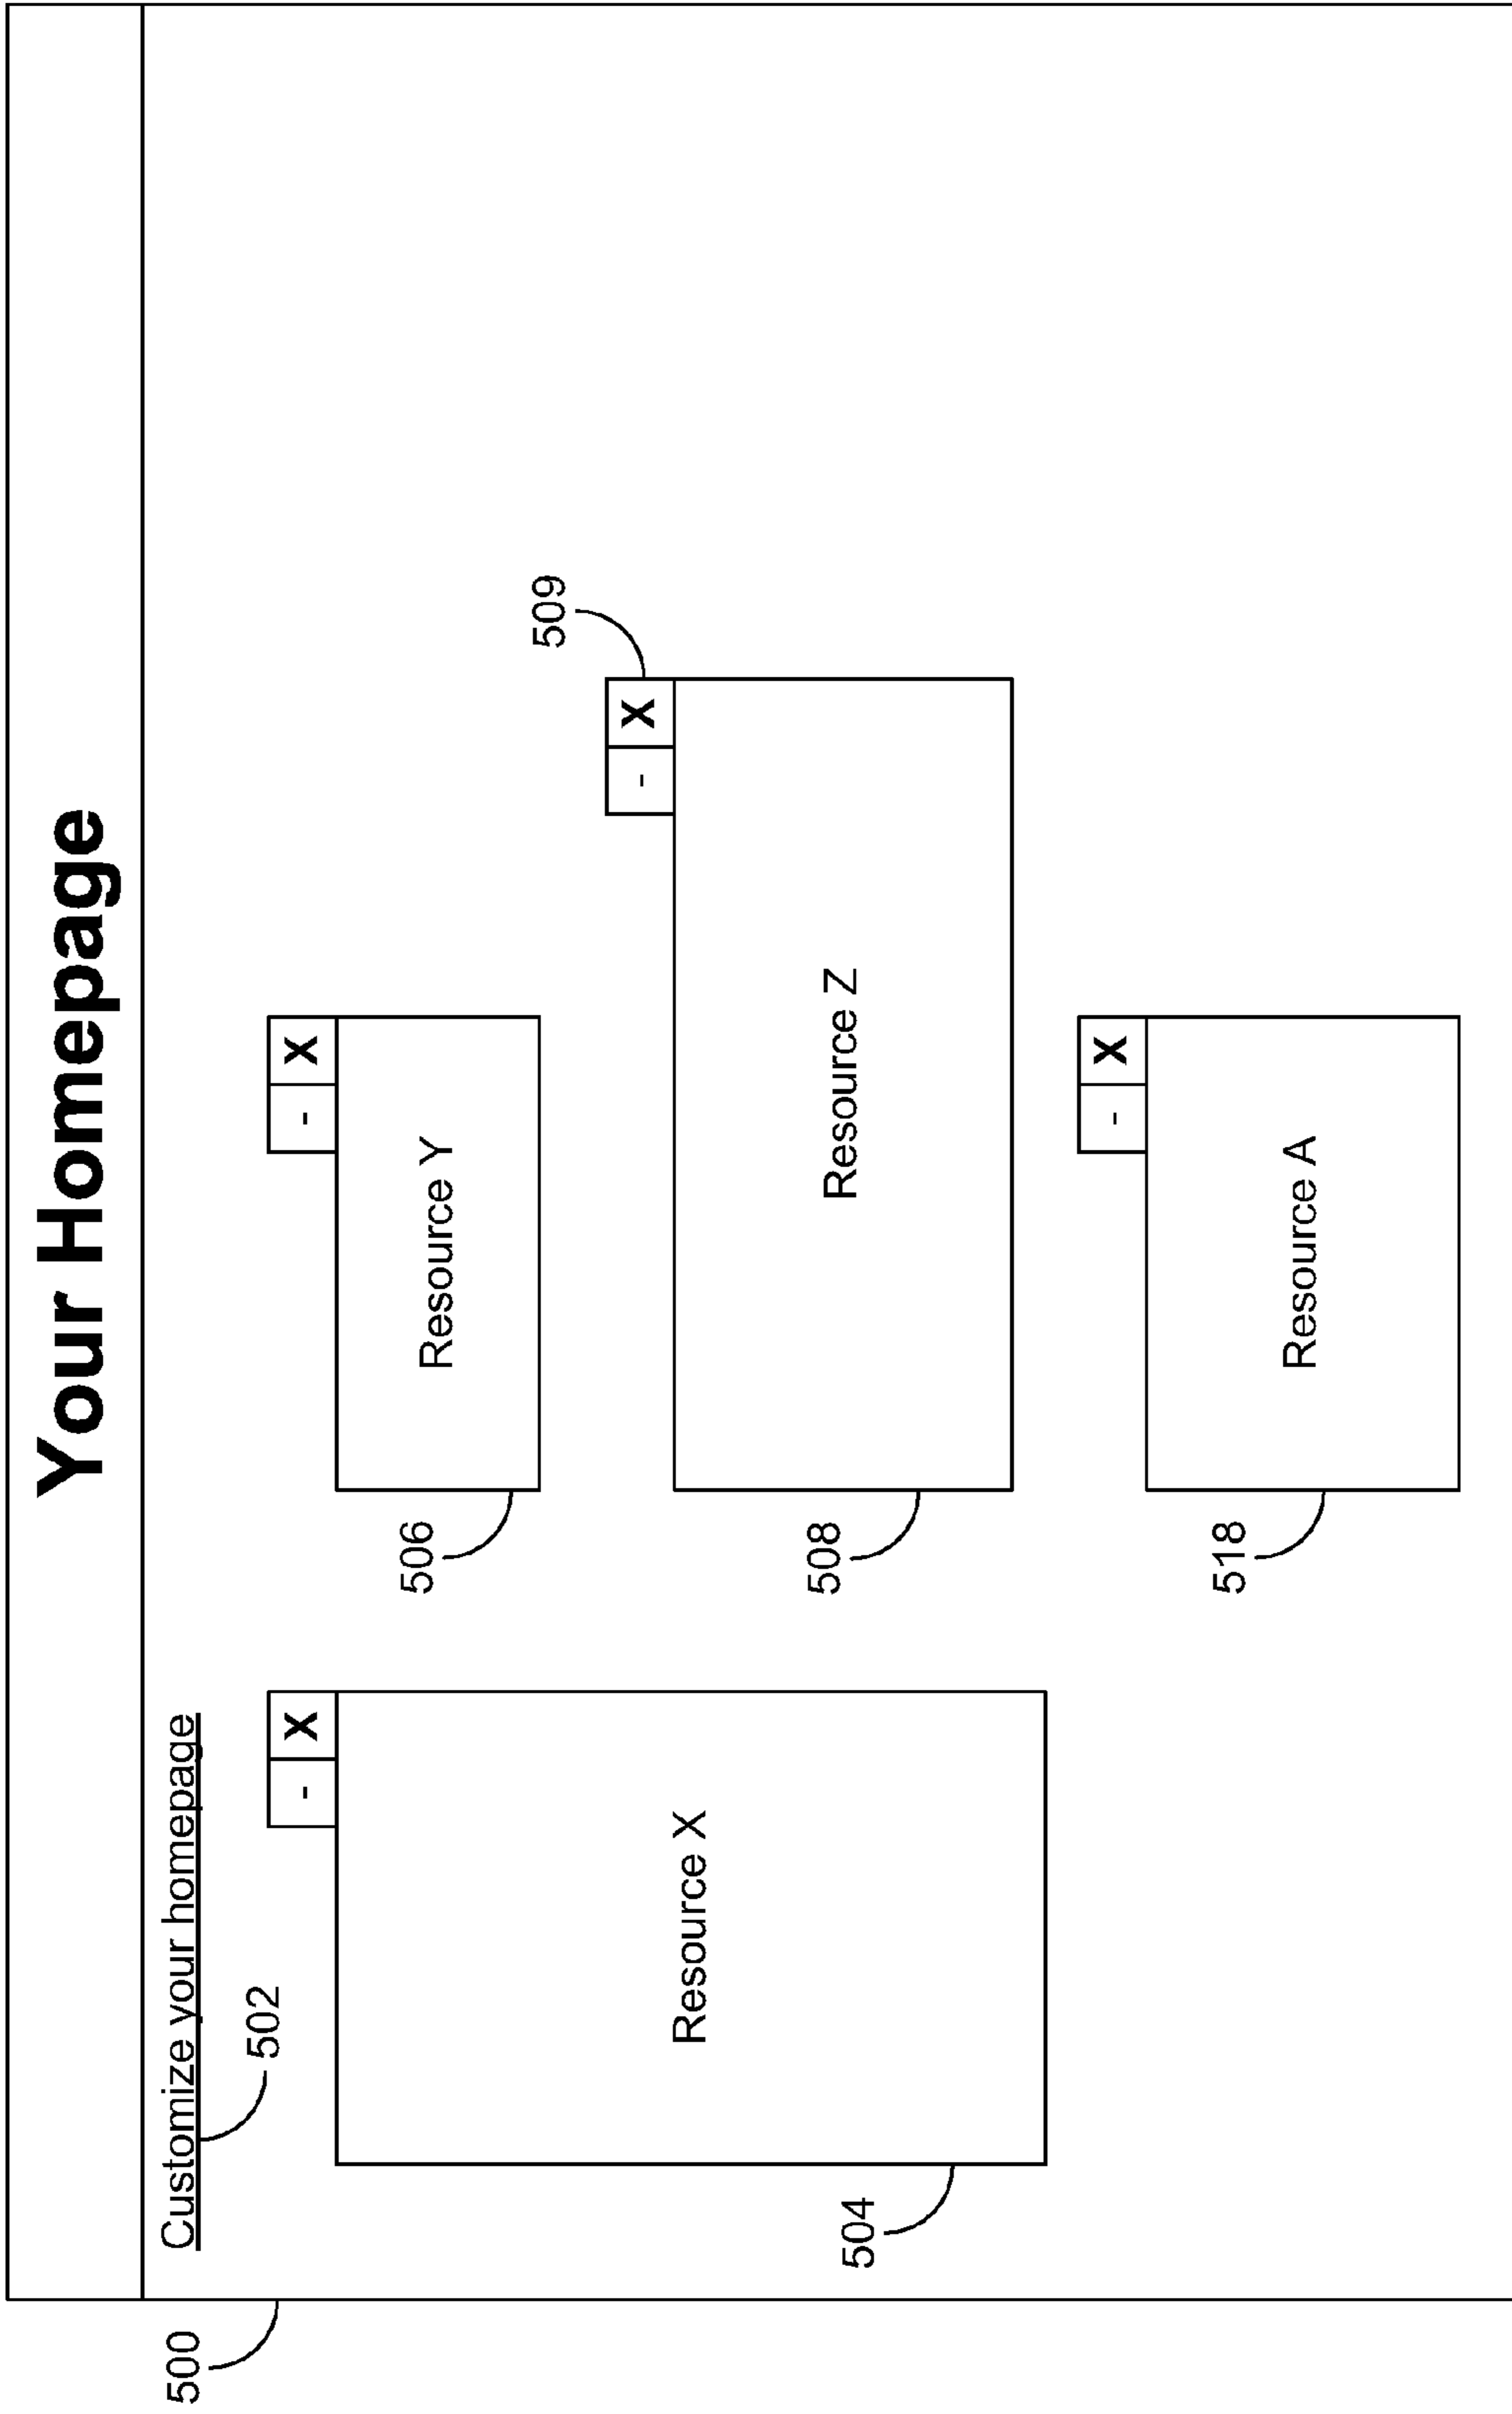 Your Homepage
500
Customize your homepage
502
- X
Resource X
504
- X
Resource Y
506
- X
509
Resource Z
508
- X
Resource A
518